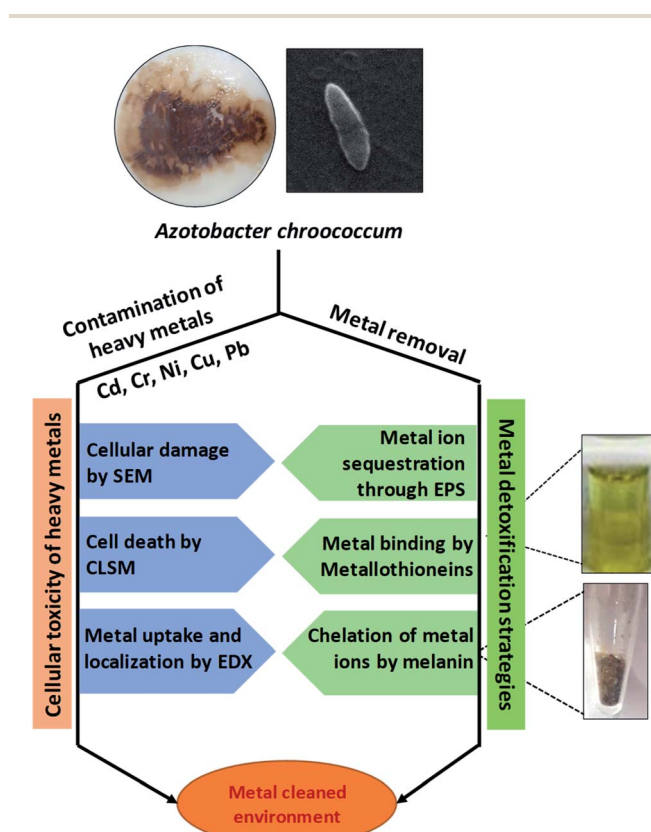 Azotobacter chroococcum
Contamination of
heavy metals
Cd, Cr, Ni, Cu, Pb
Metal removal
Cellular toxicity of heavy metals
Cellular damage
by SEM
Cell death by
CLSM
Metal uptake and
localization by EDX
Metal ion
sequestration
through EPS
Metal binding by
Metallothioneins
Chelation of metal
ions by melanin
Metal detoxification strategies
Metal cleaned
environment